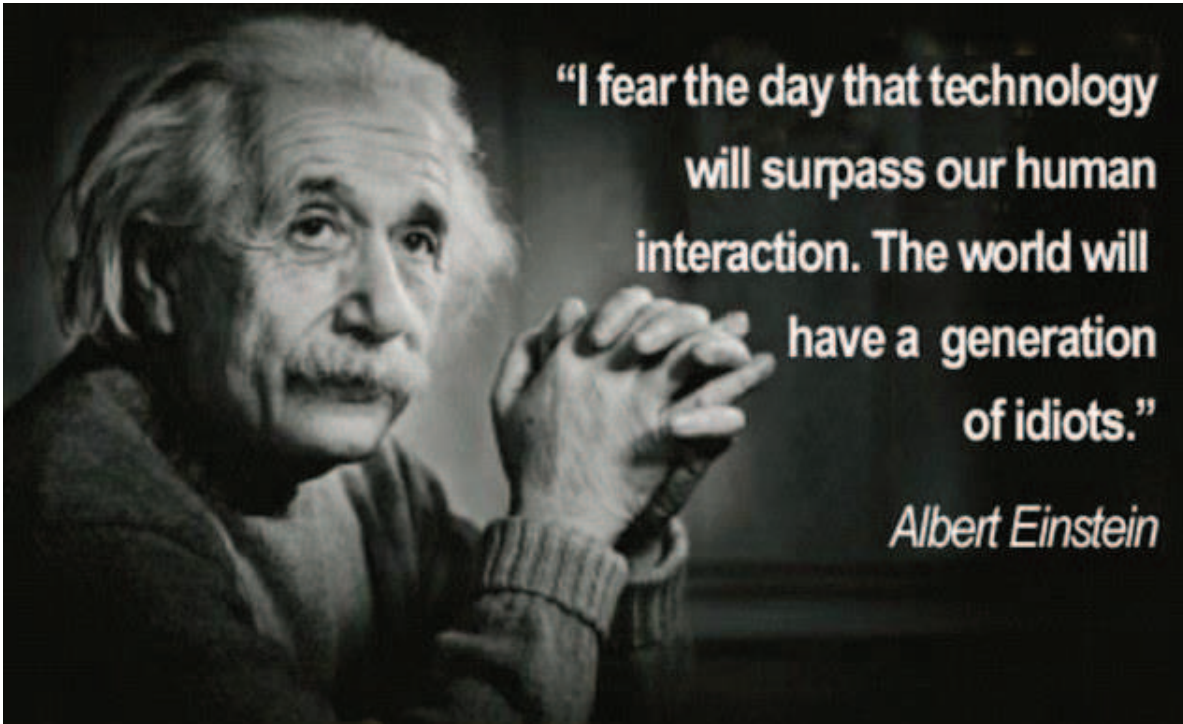 “I fear the day that technology
will surpass our human
interaction. The world will
have a generation
of idiots.”
Albert Einstein